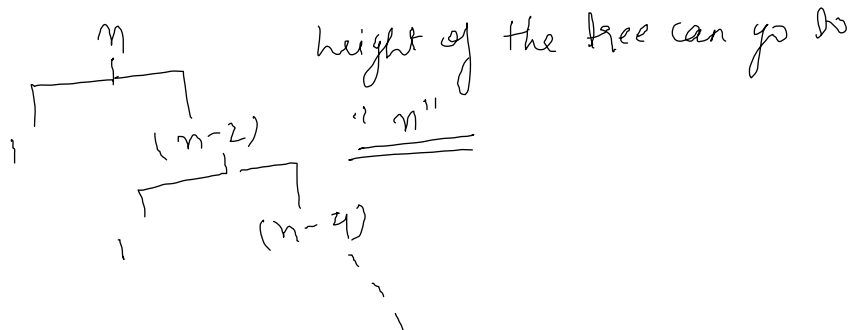 n
height of the tree can go to
1
(n-2)
"n"
1
(n-4)